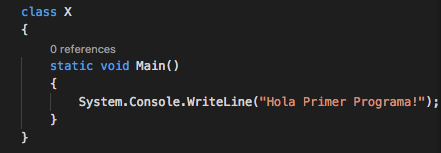 class X
{
0 references
static void Main()
{
System.Console.WriteLine("Hola Primer Programa!");
}
}